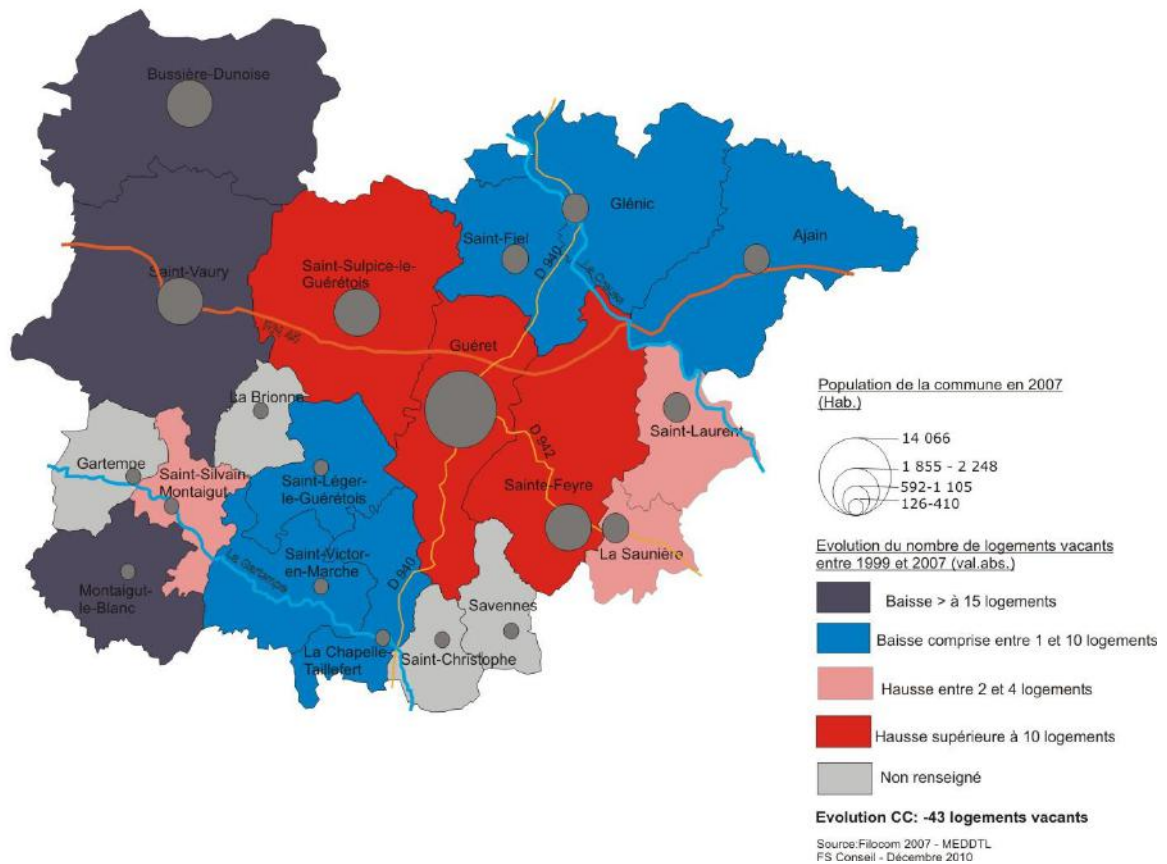 Bussière-Dunoise
Glénic
Saint-Fiel
Ajain
D 940
La Creuse
Saint-Vaury
Saint-Sulpice-le-
Guérétois
Guéret
La Brionne
Saint-Laurent
D 942
Gartempe
Saint-Silvain-
Montaigut
Saint-Léger-
le-Guérétois
Sainte-Feyre
La Saunière
Saint-Victor-
en-Marche
La Gartempe
D 940
Montaigut-
le-Blanc
Savennes
La Chapelle-
Taillefert
Saint-Christophe
Population de la commune en 2007
(Hab.)
14 066
1 855 - 2 248
592-1 105
126-410
Evolution du nombre de logements vacants
entre 1999 et 2007 (val.abs.)
Baisse > à 15 logements
Baisse comprise entre 1 et 10 logements
Hausse entre 2 et 4 logements
Hausse supérieure à 10 logements
Non renseigné
Evolution CC: -43 logements vacants
Source:Filocom 2007 - MEDDTL
FS Conseil - Décembre 2010